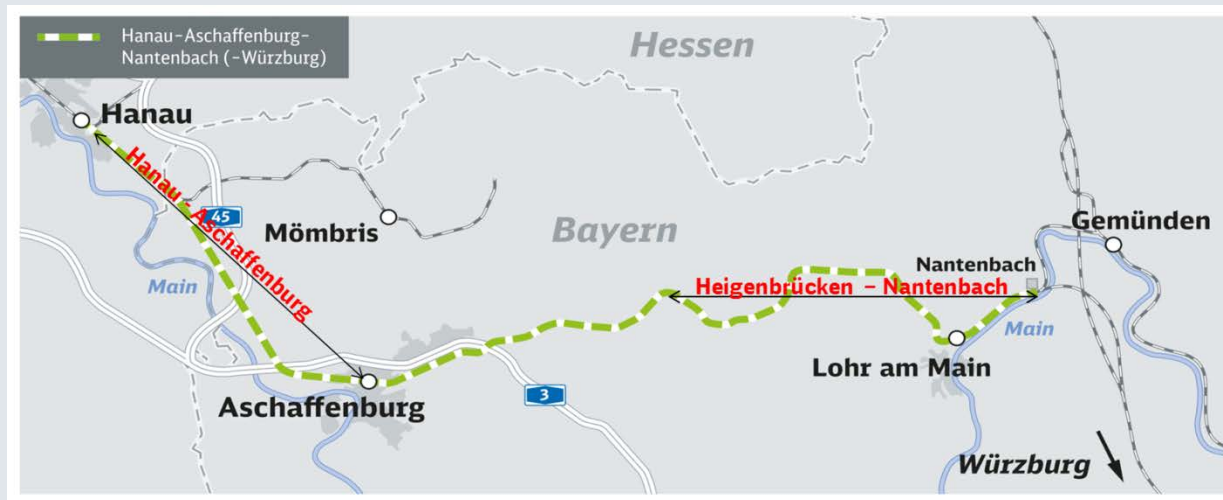 Hanau-Aschaffenburg-
Nantenbach (-Würzburg)
Hessen
Hanau
Hanau - Aschaffenburg
45
Mömbris
Bayern
Gemünden
Nantenbach
Main
Heigenbrücken – Nantenbach
Main
Lohr am Main
Aschaffenburg
3
Würzburg